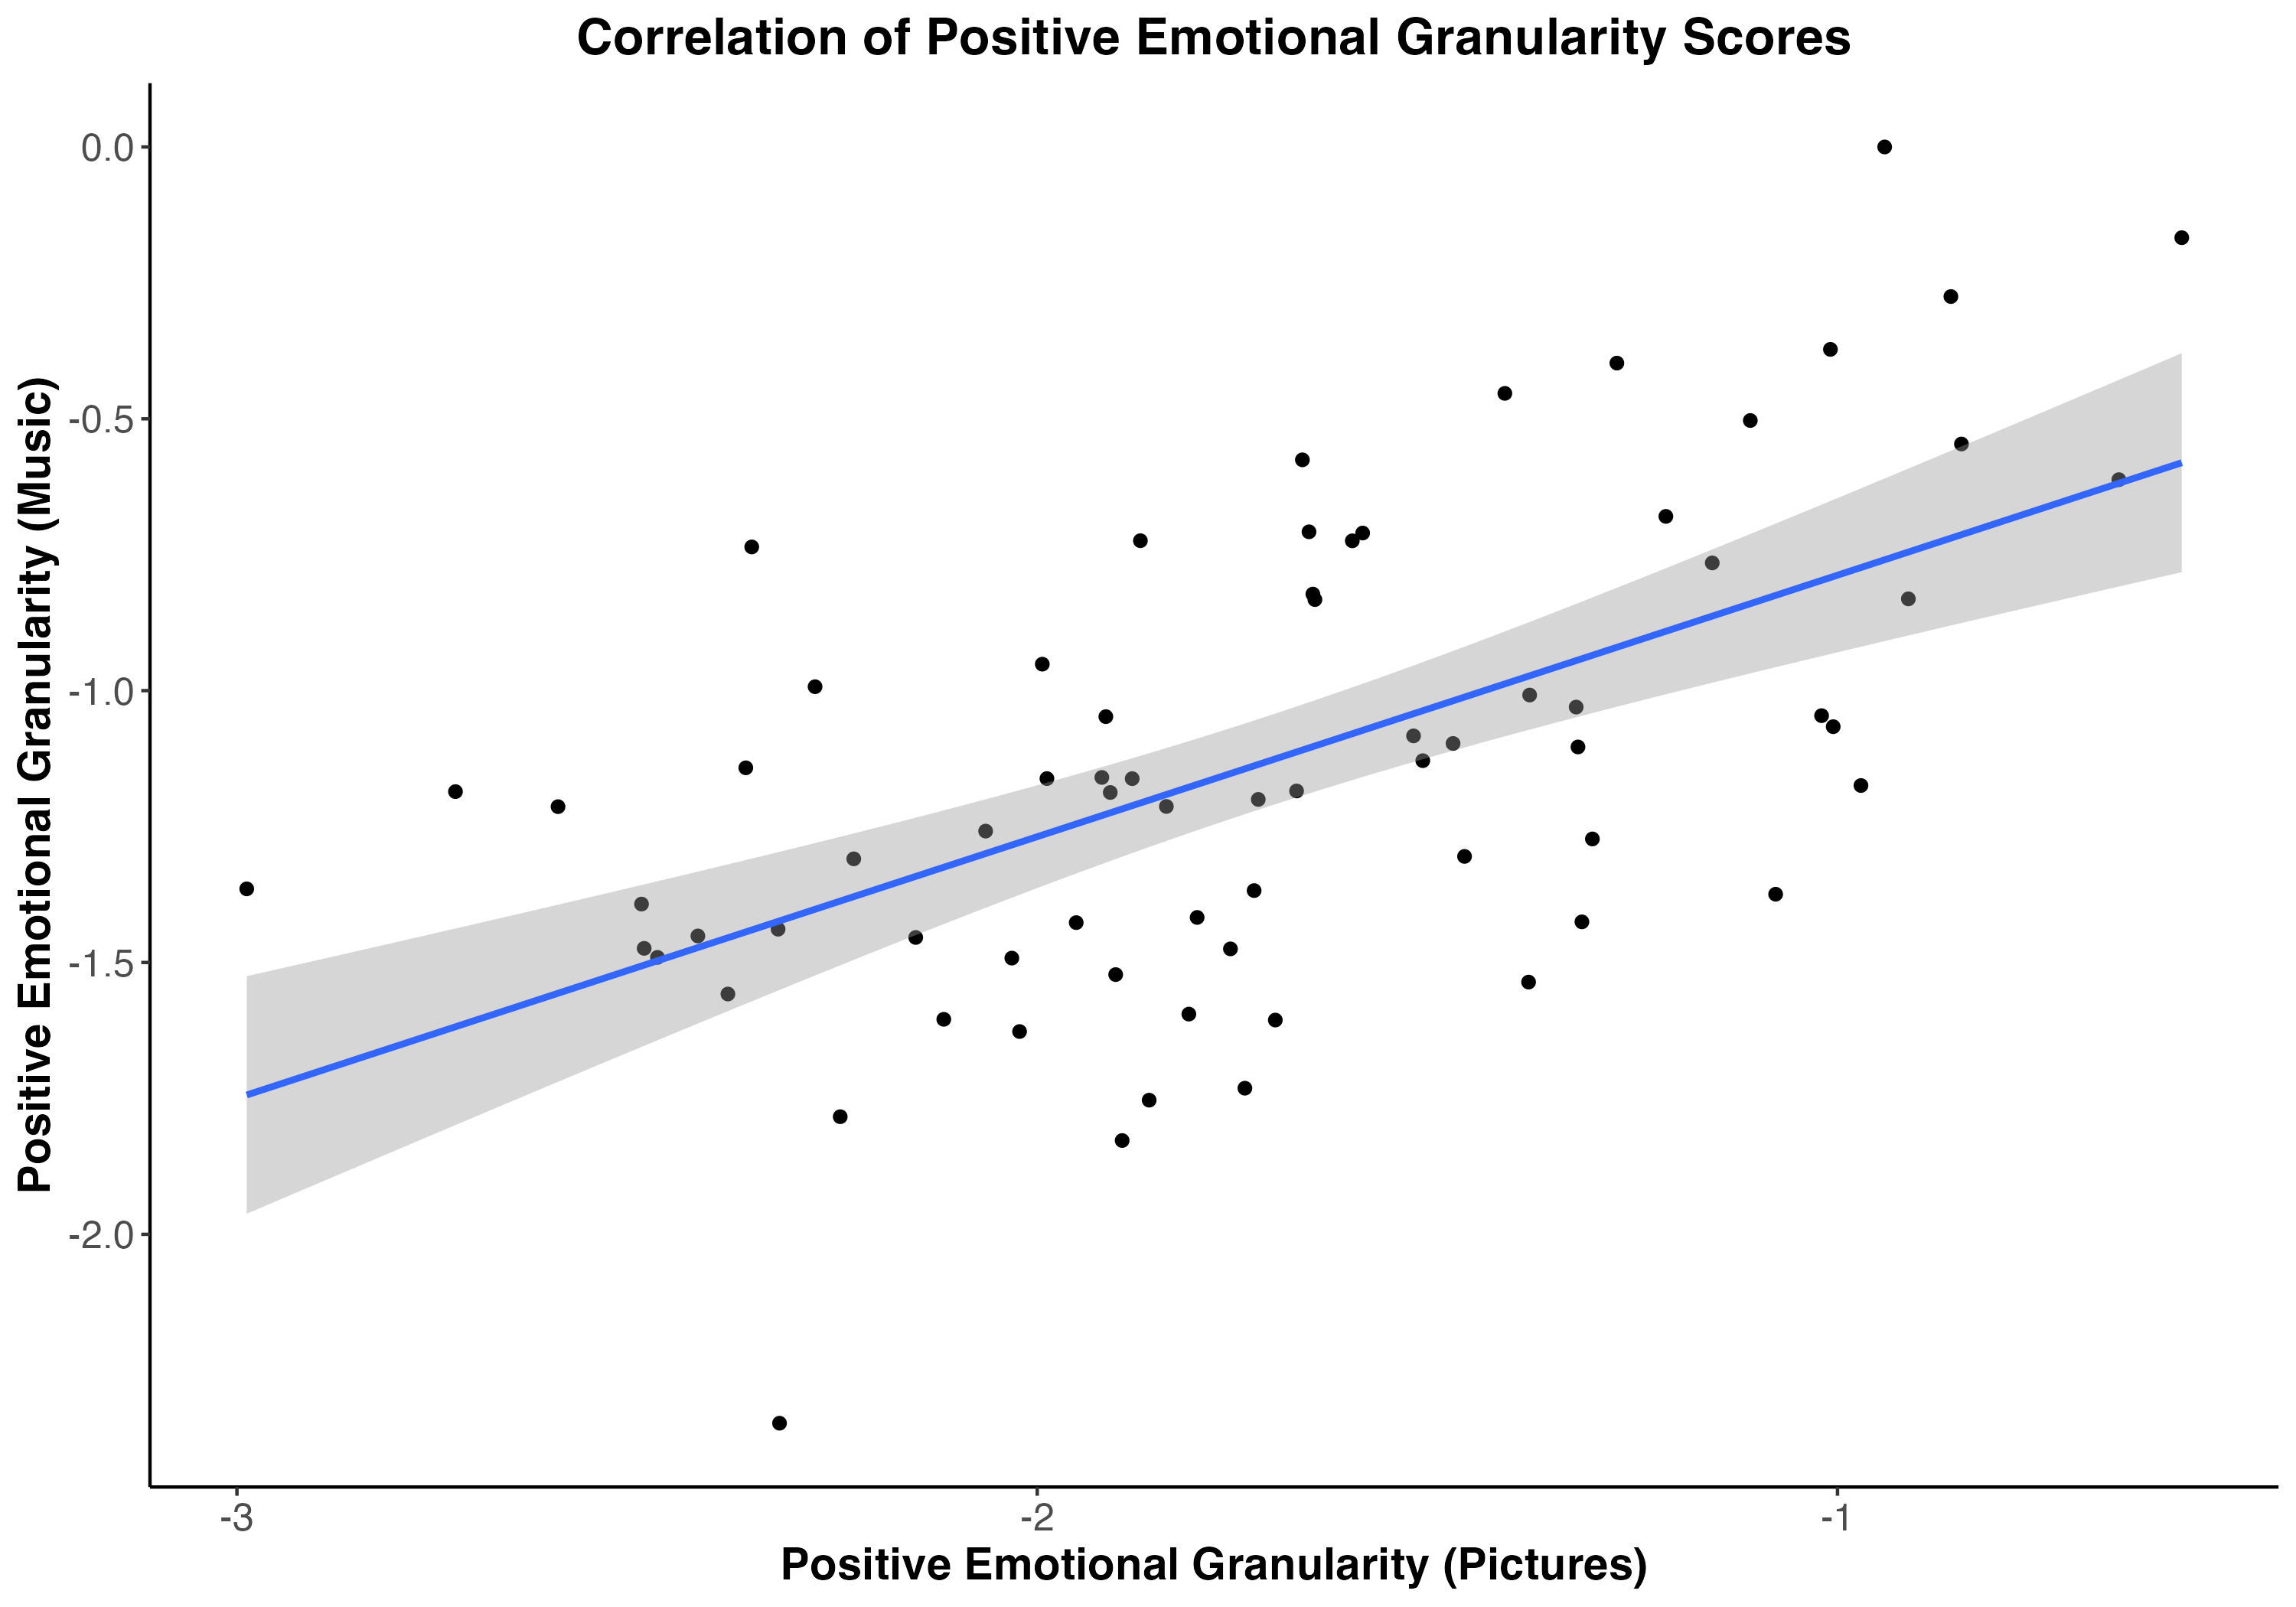 Correlation of Positive Emotional Granularity Scores
Positive Emotional Granularity (Music)
0.0
-0.5
-1.0
-1.5
-2.0
-3
-2
-1
Positive Emotional Granularity (Pictures)